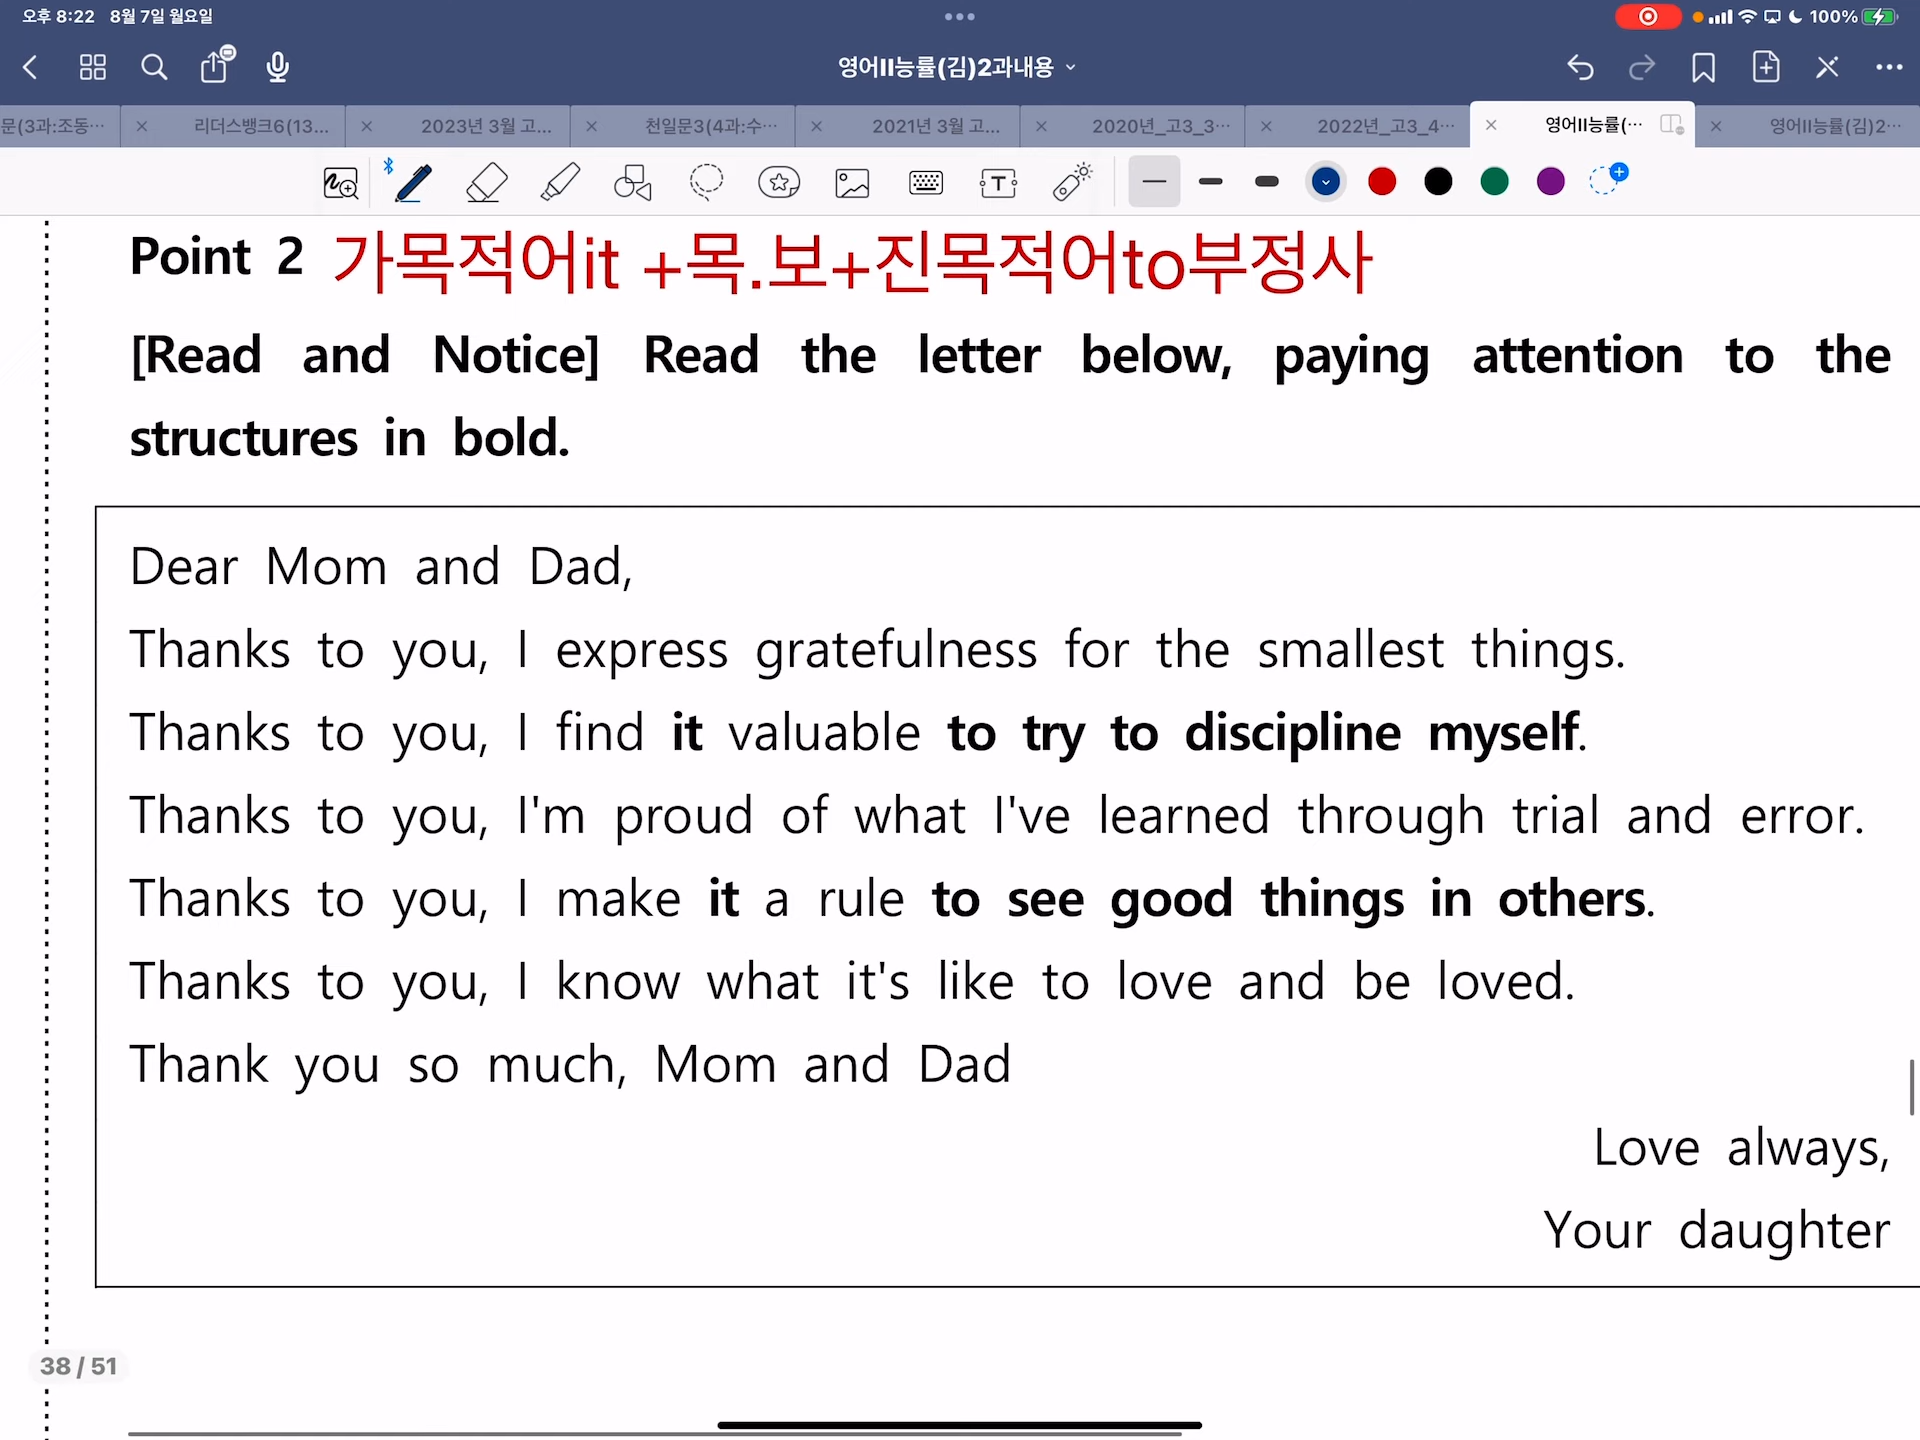 오후 8:22 8월 7일 월요일
100%
영어II능률(김)2과내용
문(3과:조동…
리더스뱅크6(13…
2023년 3월 고…
천일문3(4과:수…
2021년 3월 고…
2020년_고3_3…
2022년_고3_4…
영어II능률(…
영어II능률(김)2…
Point 2 가목적어it +목.보+진목적어to부정사
[Read and Notice] Read the letter below, paying attention to the
structures in bold.
Dear Mom and Dad,
Thanks to you, I express gratefulness for the smallest things.
Thanks to you, I find it valuable to try to discipline myself.
Thanks to you, I'm proud of what I've learned through trial and error.
Thanks to you, I make it a rule to see good things in others.
Thanks to you, I know what it's like to love and be loved.
Thank you so much, Mom and Dad
Love always,
Your daughter
38 / 51